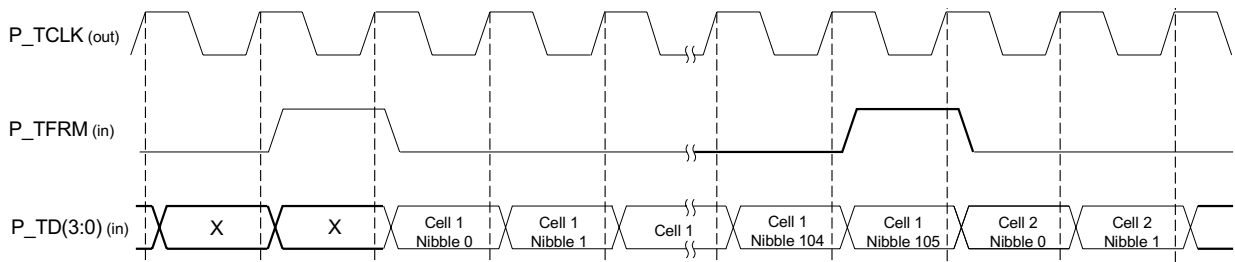 P_TCLK (out)
P_TFRM (in)
P_TD(3:0) (in)
X
X
Cell 1
Nibble 0
Cell 1
Nibble 1
Cell 1
Cell 1
Nibble 104
Cell 1
Nibble 105
Cell 2
Nibble 0
Cell 2
Nibble 1